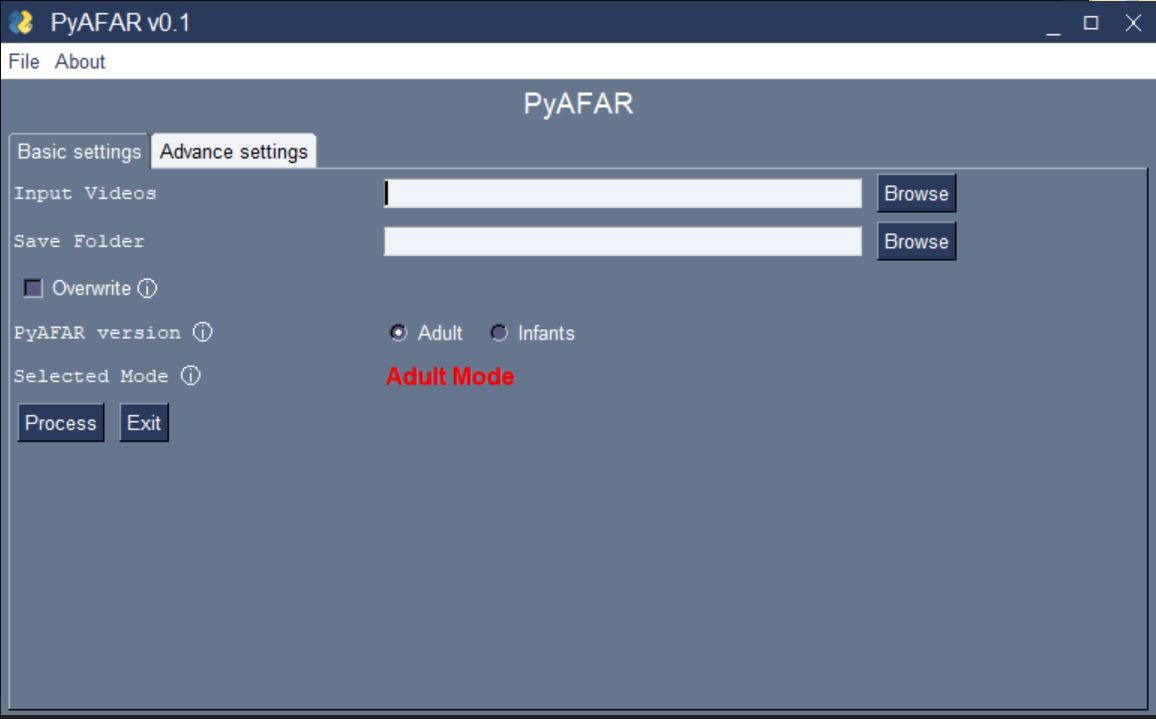 PyAFAR v0.1
File About
PyAFAR
Basic settings Advance settings
Input Videos Browse
Save Folder Browse
Overwrite ⓘ
PyAFAR version ⓘ Adult Infants
Selected Mode ⓘ Adult Mode
Process Exit